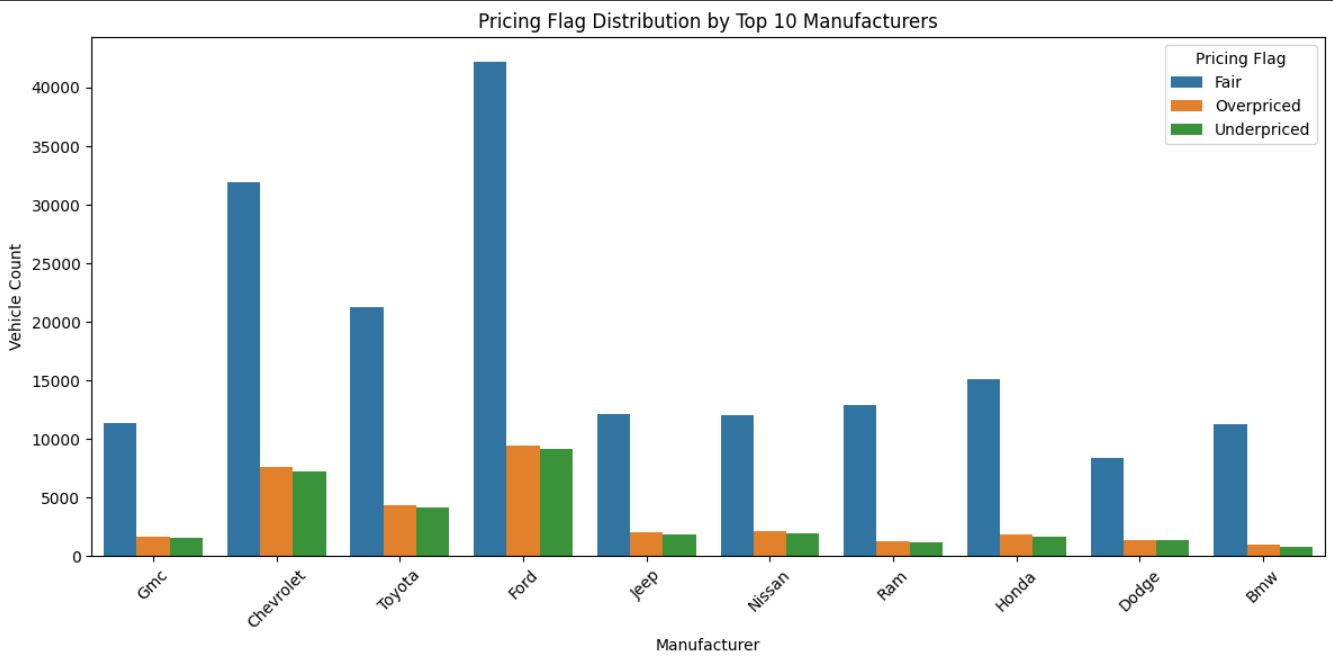 Pricing Flag Distribution by Top 10 Manufacturers
Pricing Flag
Fair
Overpriced
Underpriced
Vehicle Count
40000
35000
30000
25000
20000
15000
10000
5000
0
Gmc
Chevrolet
Toyota
Ford
Jeep
Nissan
Ram
Honda
Dodge
Bmw
Manufacturer